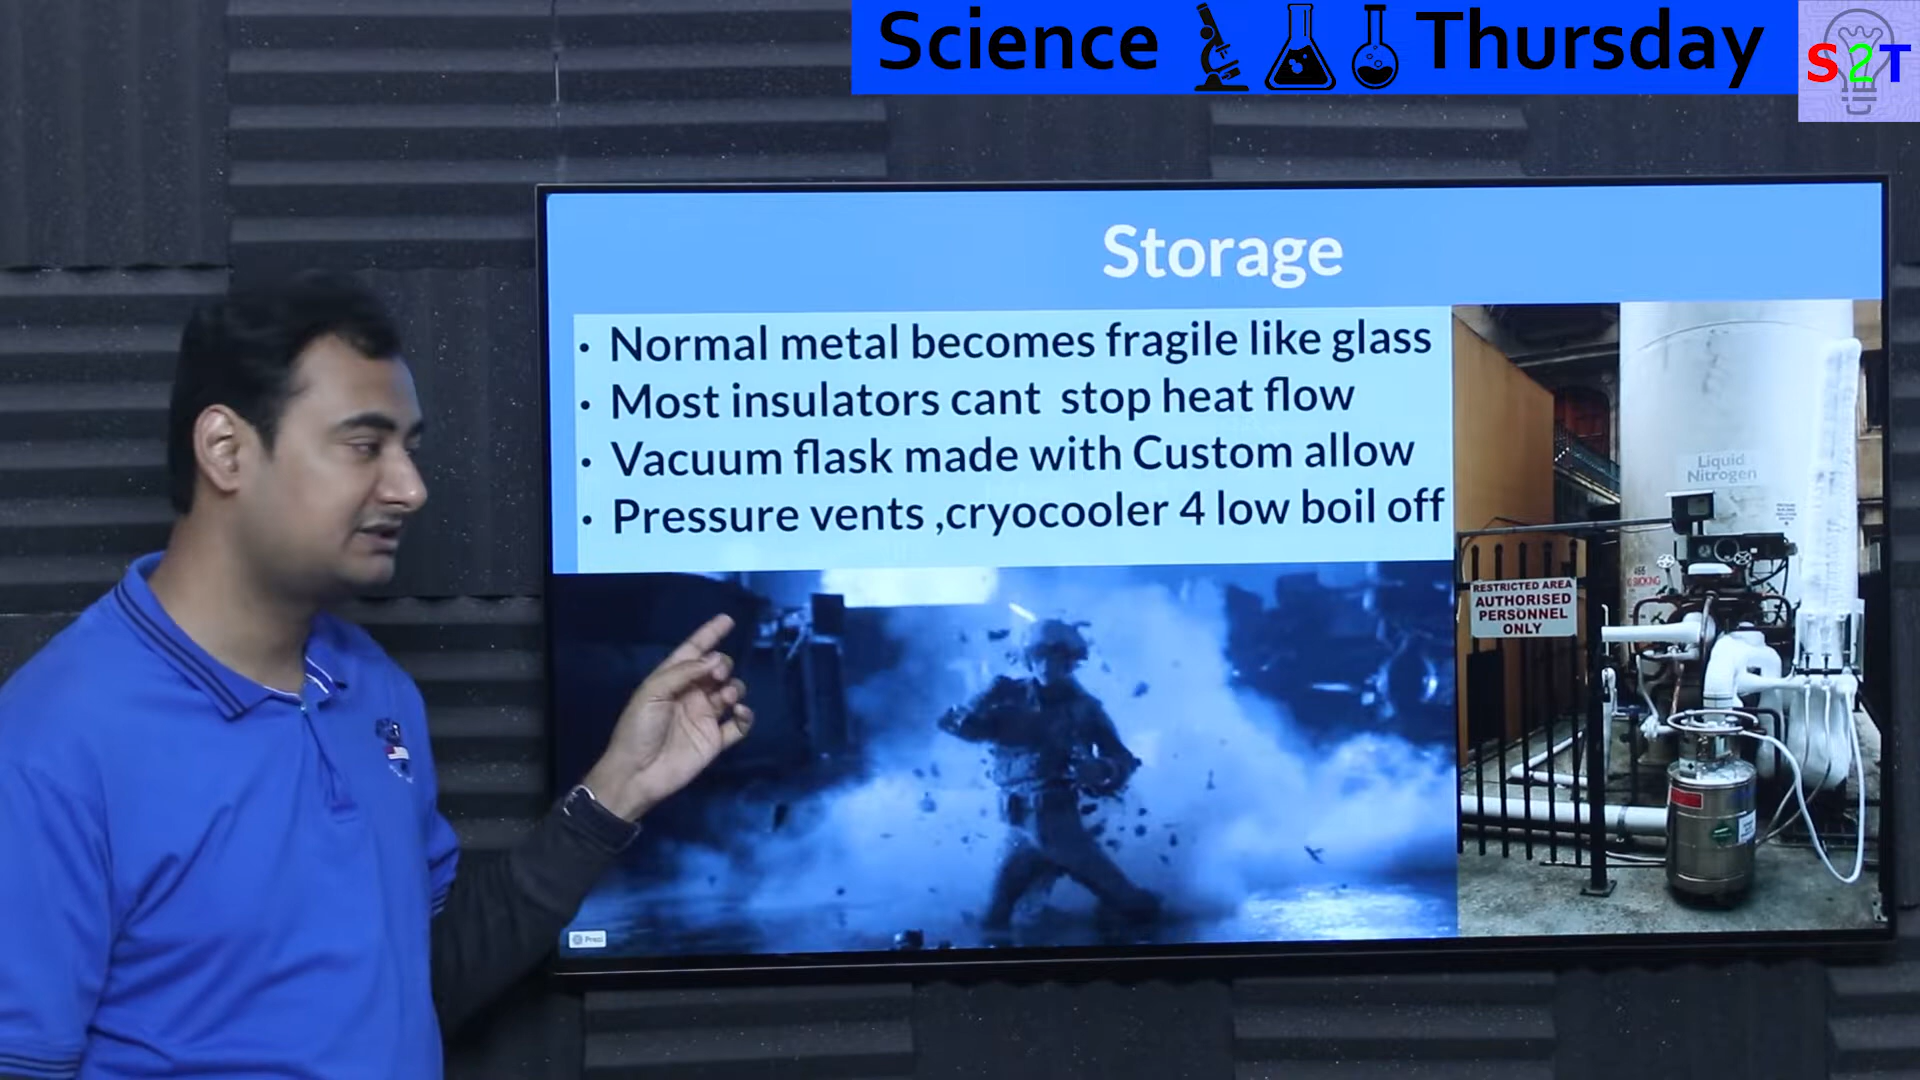 Science Thursday
S2T
Storage
• Normal metal becomes fragile like glass
• Most insulators cant stop heat flow
• Vacuum flask made with Custom allow
• Pressure vents ,cryocooler 4 low boil off
Liquid
Nitrogen
RESTRICTED AREA
AUTHORISED
PERSONNEL
ONLY
Prezi